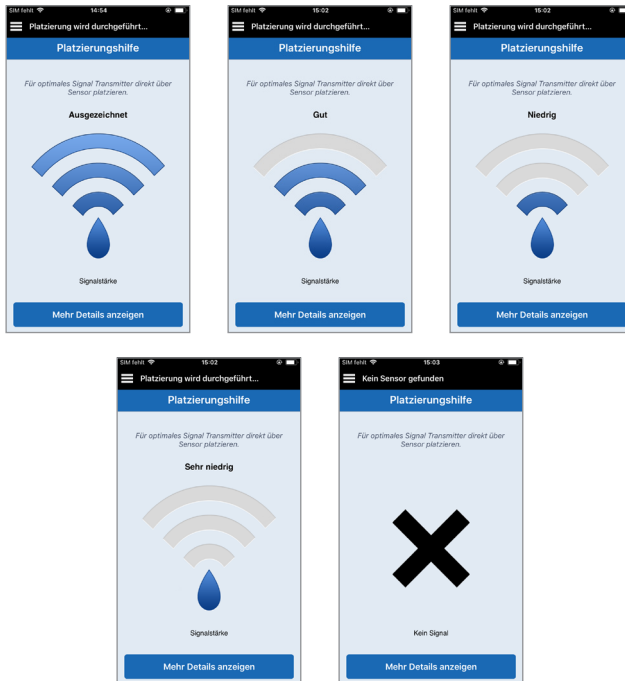 SIM fehlt 14:54
Platzierung wird durchgeführt...
Platzierungshilfe
Für optimales Signal Transmitter direkt über
Sensor platzieren.
Ausgezeichnet
Signalstärke
Mehr Details anzeigen
SIM fehlt 15:02
Platzierung wird durchgeführt...
Platzierungshilfe
Für optimales Signal Transmitter direkt über
Sensor platzieren.
Gut
Signalstärke
Mehr Details anzeigen
SIM fehlt 15:02
Platzierung wird durchgeführt...
Platzierungshilfe
Für optimales Signal Transmitter direkt über
Sensor platzieren.
Niedrig
Signalstärke
Mehr Details anzeigen
SIM fehlt 15:02
Platzierung wird durchgeführt...
Platzierungshilfe
Für optimales Signal Transmitter direkt über
Sensor platzieren.
Sehr niedrig
Signalstärke
Mehr Details anzeigen
SIM fehlt 15:03
Kein Sensor gefunden
Platzierungshilfe
Für optimales Signal Transmitter direkt über
Sensor platzieren.
Kein Signal
Mehr Details anzeigen